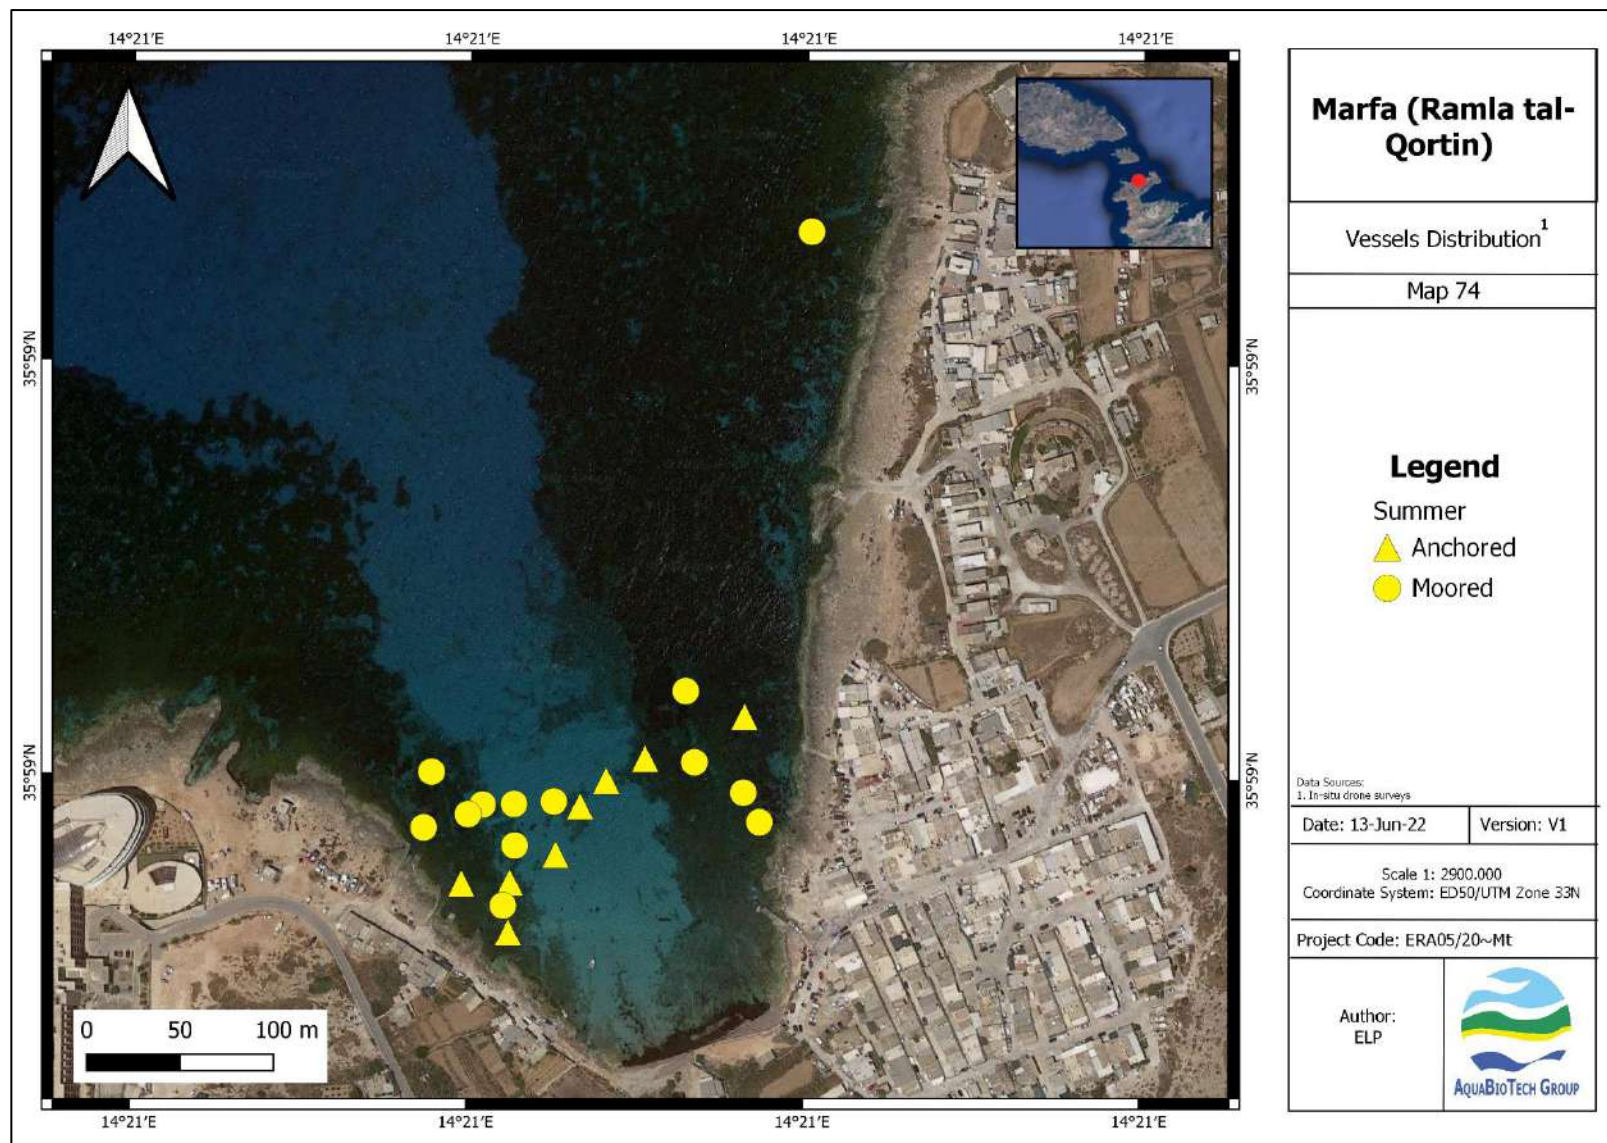 14°21'E 14°21'E 14°21'E 14°21'E
35°59'N 35°59'N
35°59'N 35°59'N
0 50 100 m
14°21'E 14°21'E 14°21'E 14°21'E
Marfa (Ramla tal-
Qortin)
Vessels Distribution¹
Map 74
Legend
Summer
Anchored
Moored
Data Sources:
1. In-situ drone surveys
Date: 13-Jun-22 Version: V1
Scale 1: 2900.000
Coordinate System: ED50/UTM Zone 33N
Project Code: ERA05/20~Mt
Author:
ELP
AQUABIOTECH GROUP